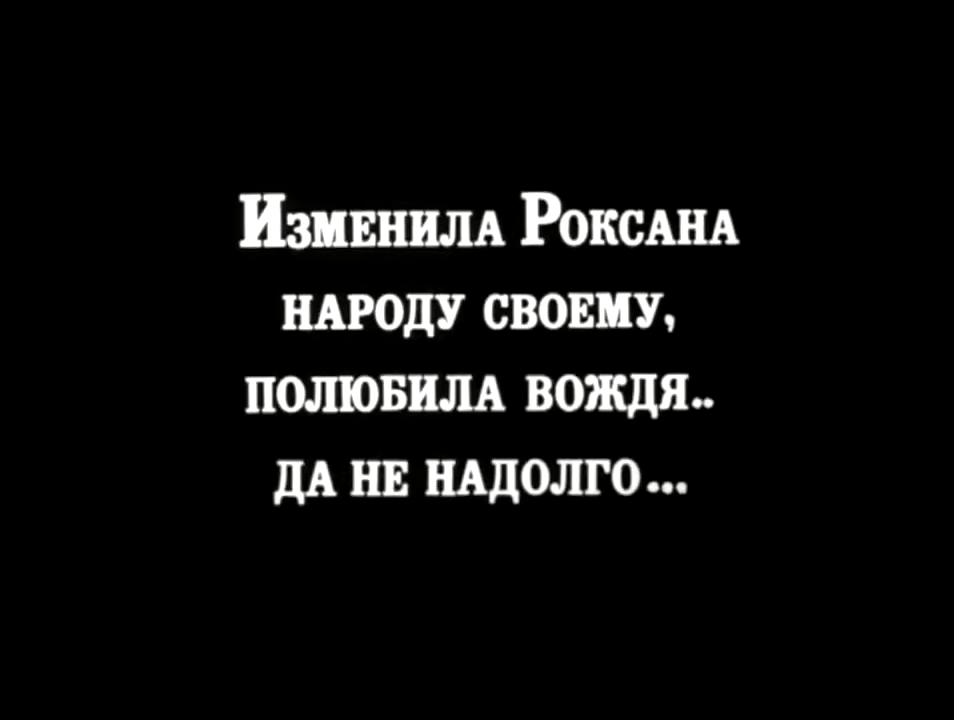 Изменила Роксана
народу своему,
полюбила вождя..
да не надолго...